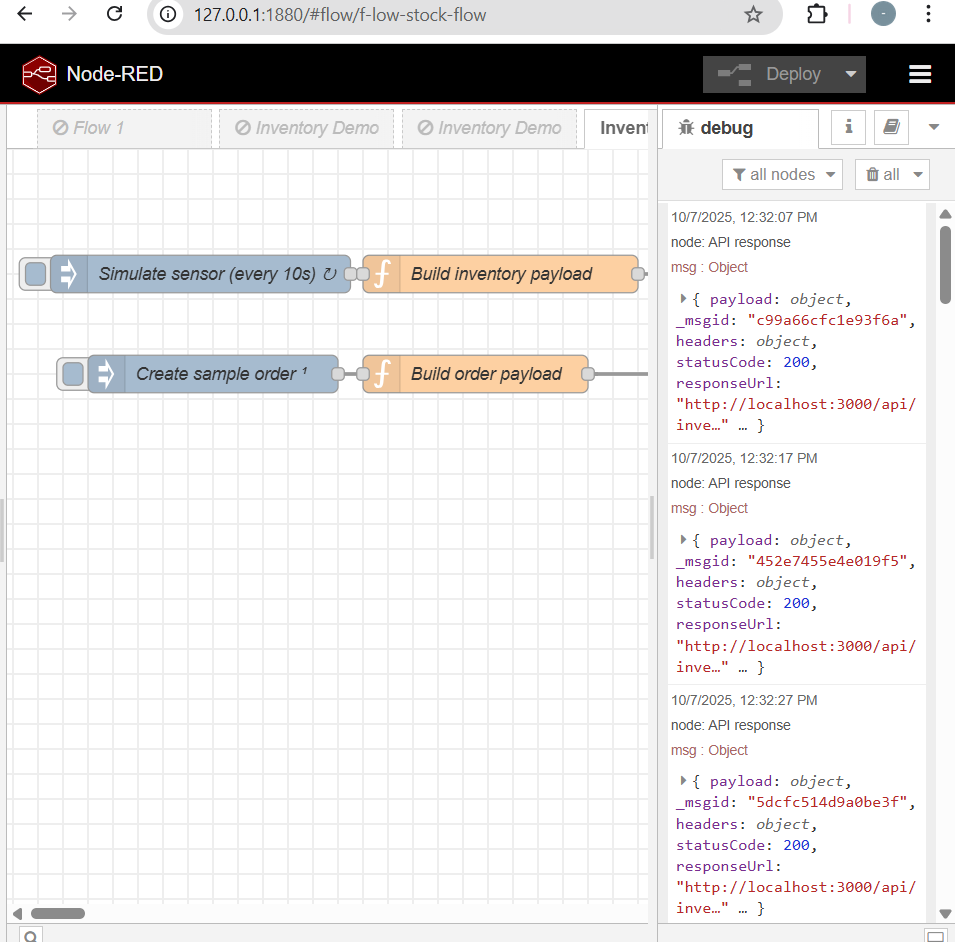 127.0.0.1:1880/#flow/f-low-stock-flow
Node-RED
Deploy
Flow 1
Inventory Demo
Inventory Demo
Invent
debug
i
all nodes
all
Simulate sensor (every 10s) ↻
Build inventory payload
Create sample order ¹
Build order payload
10/7/2025, 12:32:07 PM
node: API response
msg : Object
{ payload: object,
_msgid: "c99a66cfc1e93f6a",
headers: object,
statusCode: 200,
responseUrl:
"http://localhost:3000/api/
inve…" … }
10/7/2025, 12:32:17 PM
node: API response
msg : Object
{ payload: object,
_msgid: "452e7455e4e019f5",
headers: object,
statusCode: 200,
responseUrl:
"http://localhost:3000/api/
inve…" … }
10/7/2025, 12:32:27 PM
node: API response
msg : Object
{ payload: object,
_msgid: "5dcfc514d9a0be3f",
headers: object,
statusCode: 200,
responseUrl:
"http://localhost:3000/api/
inve…" … }